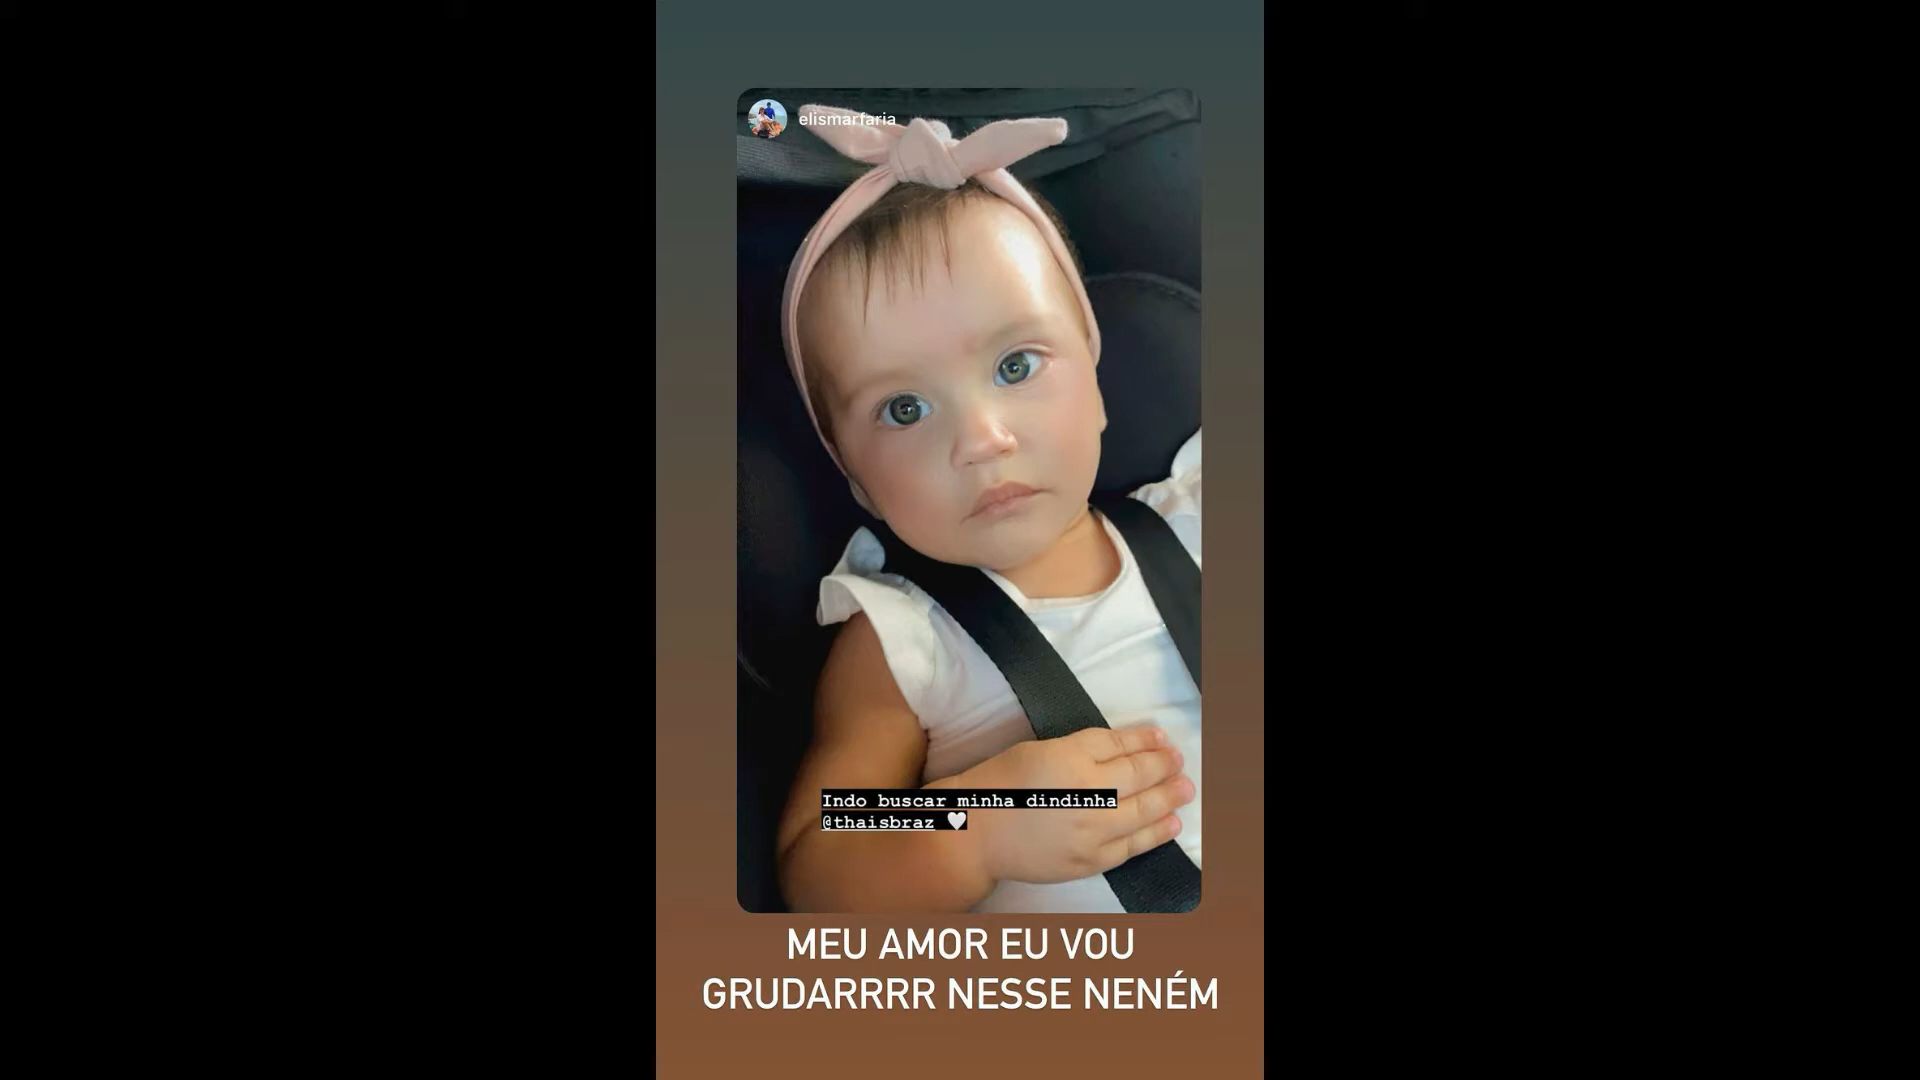 elismarfaria
Indo buscar minha dindinha
@thaisbraz 🤍
MEU AMOR EU VOU
GRUDARRRR NESSE NENÉM